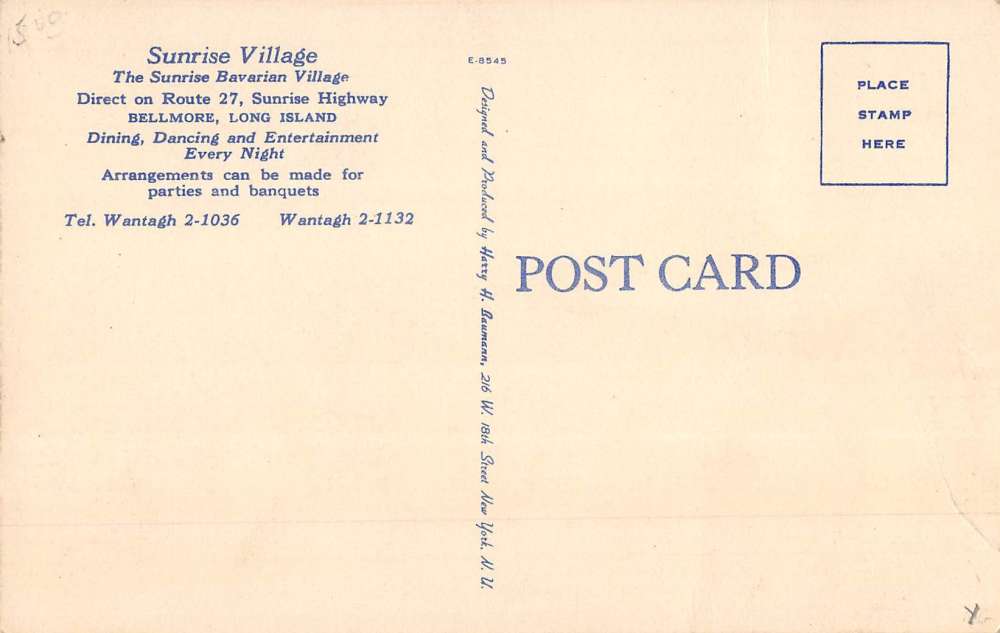 Sunrise Village
The Sunrise Bavarian Village
Direct on Route 27, Sunrise Highway
BELLMORE, LONG ISLAND
Dining, Dancing and Entertainment
Every Night
Arrangements can be made for
parties and banquets
Tel. Wantagh 2-1036 Wantagh 2-1132
E-8545
Designed and Produced by Harry H. Baumann, 216 W. 18th Street New York, N. Y.
PLACE
STAMP
HERE
POST CARD